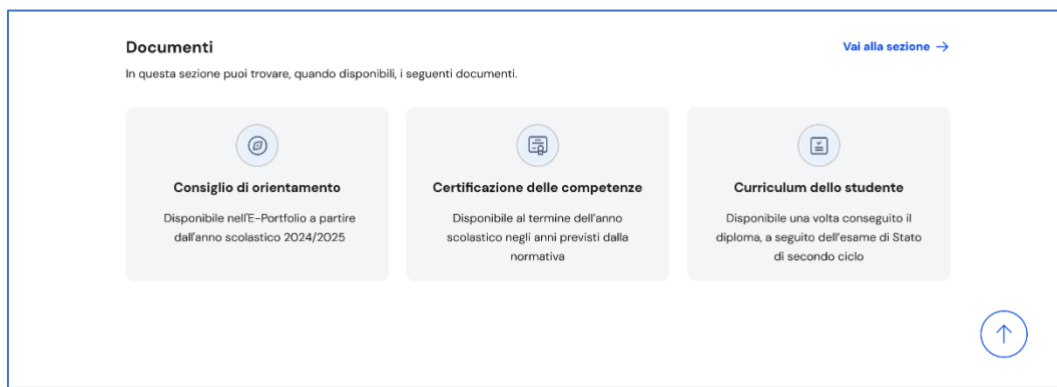 Documenti
Vai alla sezione →
In questa sezione puoi trovare, quando disponibili, i seguenti documenti.
Consiglio di orientamento
Disponibile nell'E-Portfolio a partire
dall'anno scolastico 2024/2025
Certificazione delle competenze
Disponibile al termine dell'anno
scolastico negli anni previsti dalla
normativa
Curriculum dello studente
Disponibile una volta conseguito il
diploma, a seguito dell'esame di Stato
di secondo ciclo